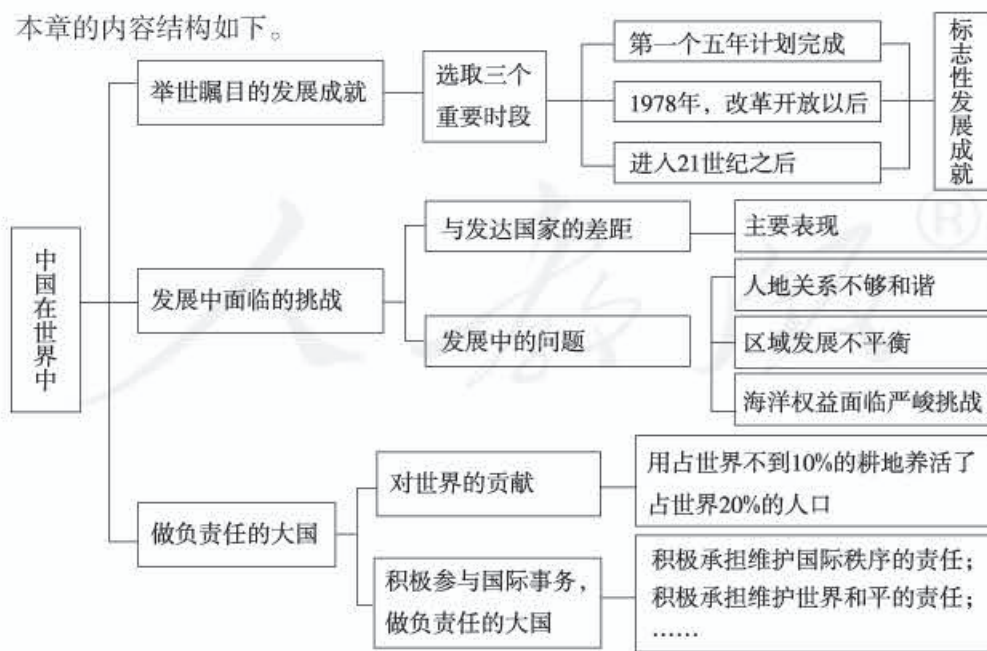 本章的内容结构如下。
中国在世界中
举世瞩目的发展成就
选取三个
重要时段
第一个五年计划完成
1978年，改革开放以后
进入21世纪之后
标志性发展成就
发展中面临的挑战
与发达国家的差距
主要表现
发展中的问题
人地关系不够和谐
区域发展不平衡
海洋权益面临严峻挑战
做负责任的大国
对世界的贡献
用占世界不到10%的耕地养活了
占世界20%的人口
积极参与国际事务，
做负责任的大国
积极承担维护国际秩序的责任；
积极承担维护世界和平的责任；
……
人教版
®